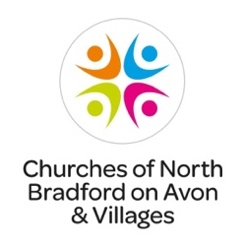 Churches of North
Bradford on Avon
& Villages